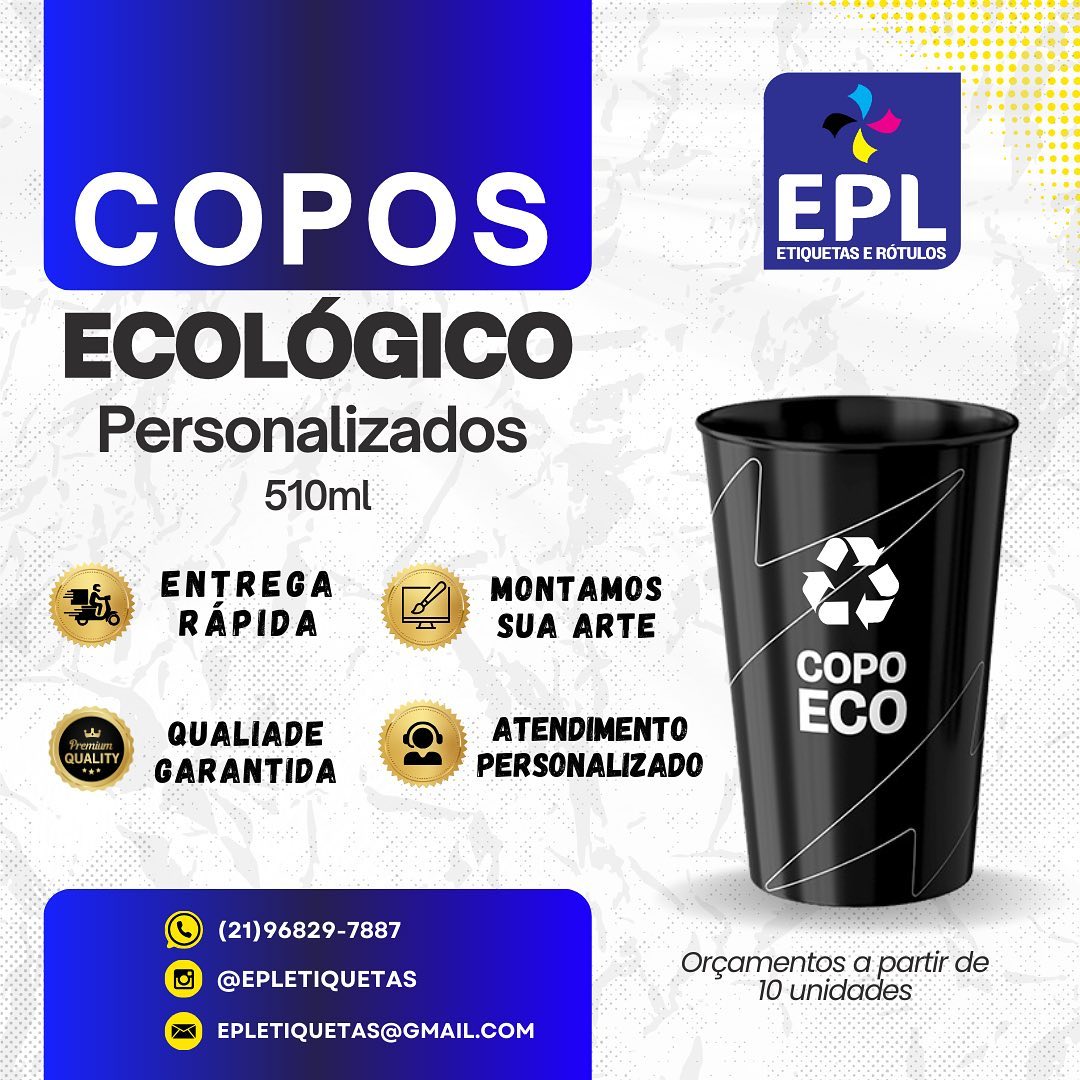 COPOS
EPL
ETIQUETAS E RÓTULOS
ECOLÓGICO
Personalizados
510ml
ENTREGA
RÁPIDA
MONTAMOS
SUA ARTE
Premium
QUALITY
QUALIADE
GARANTIDA
ATENDIMENTO
PERSONALIZADO
COPO
ECO
(21)96829-7887
@EPLETIQUETAS
EPLETIQUETAS@GMAIL.COM
Orçamentos a partir de
10 unidades